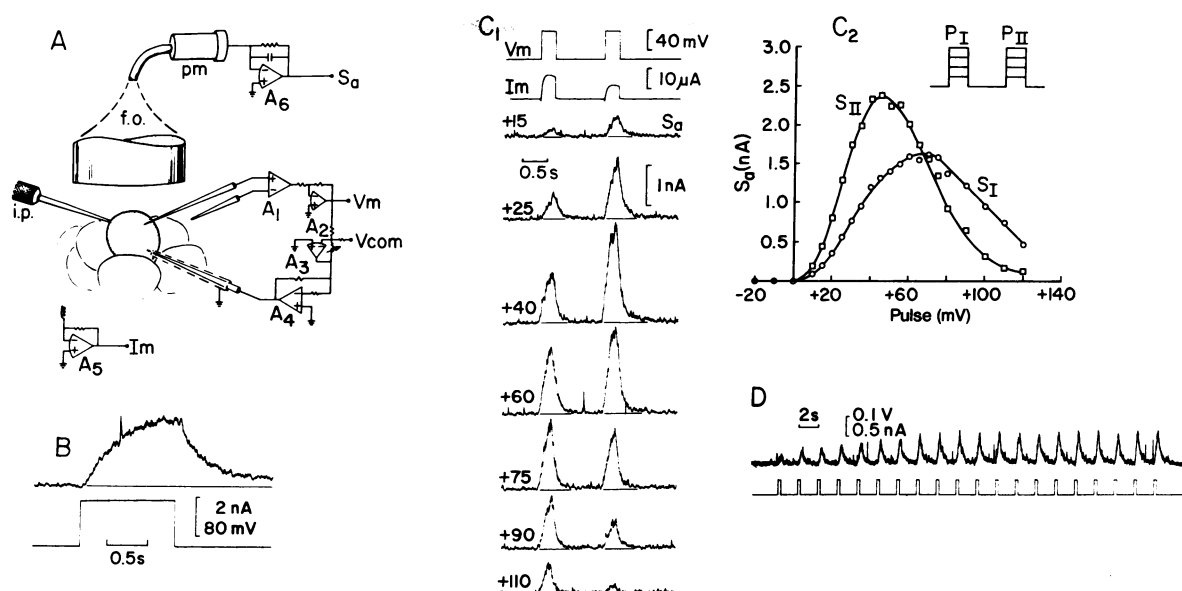 A
pm
A6
Sa
f.o.
i.p.
A1
A2
Vm
A3
Vcom
A4
A5
Im
B
2 nA
80 mV
0.5s
C1
Vm
40 mV
Im
10 µA
+15
Sa
0.5s
1 nA
+25
+40
+60
+75
+90
+110
C2
PI
PII
3.0
2.5
2.0
1.5
1.0
0.5
Sa(nA)
SII
SI
-20
+20
+60
+100
+140
Pulse (mV)
D
2s
0.1 V
0.5 nA